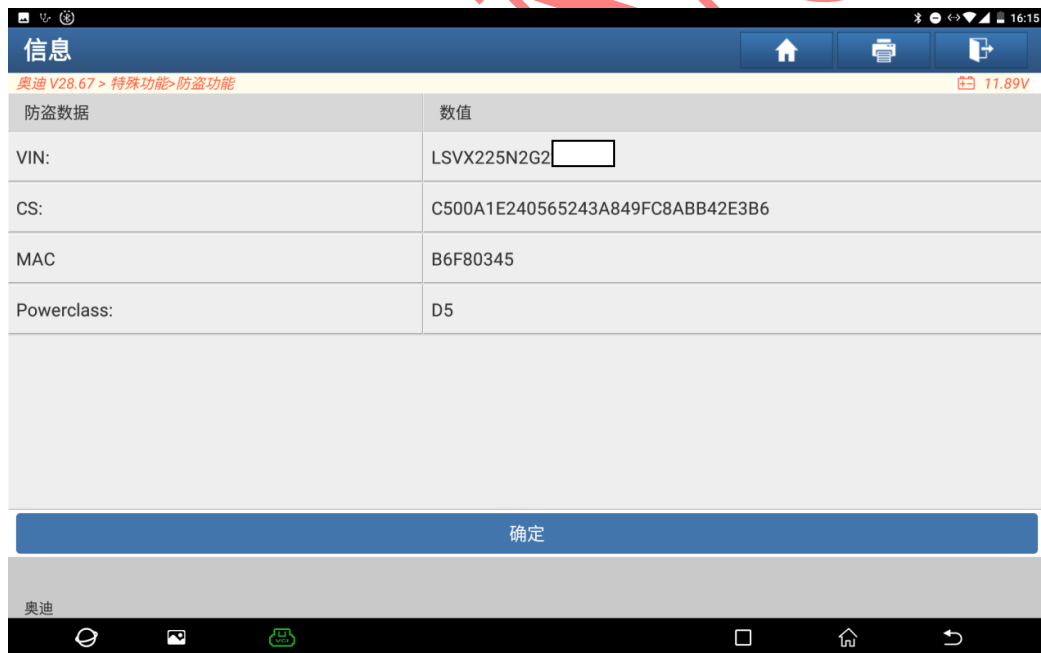 16:15
信息
奥迪 V28.67 > 特殊功能>防盗功能
11.89V
防盗数据 数值
VIN: LSVX225N2G2
CS: C500A1E240565243A849FC8ABB42E3B6
MAC B6F80345
Powerclass: D5
确定
奥迪
VCI